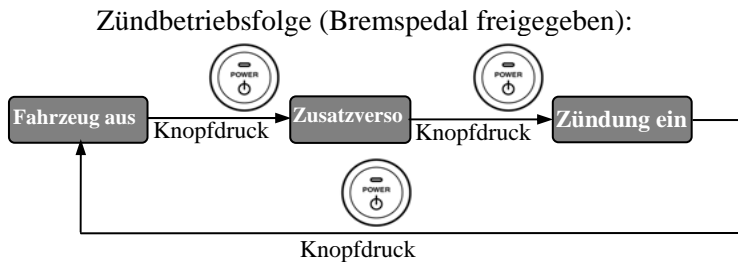 Zündbetriebsfolge (Bremspedal freigegeben):
POWER
POWER
Fahrzeug aus
Knopfdruck
Zusatzverso
Knopfdruck
Zündung ein
POWER
Knopfdruck